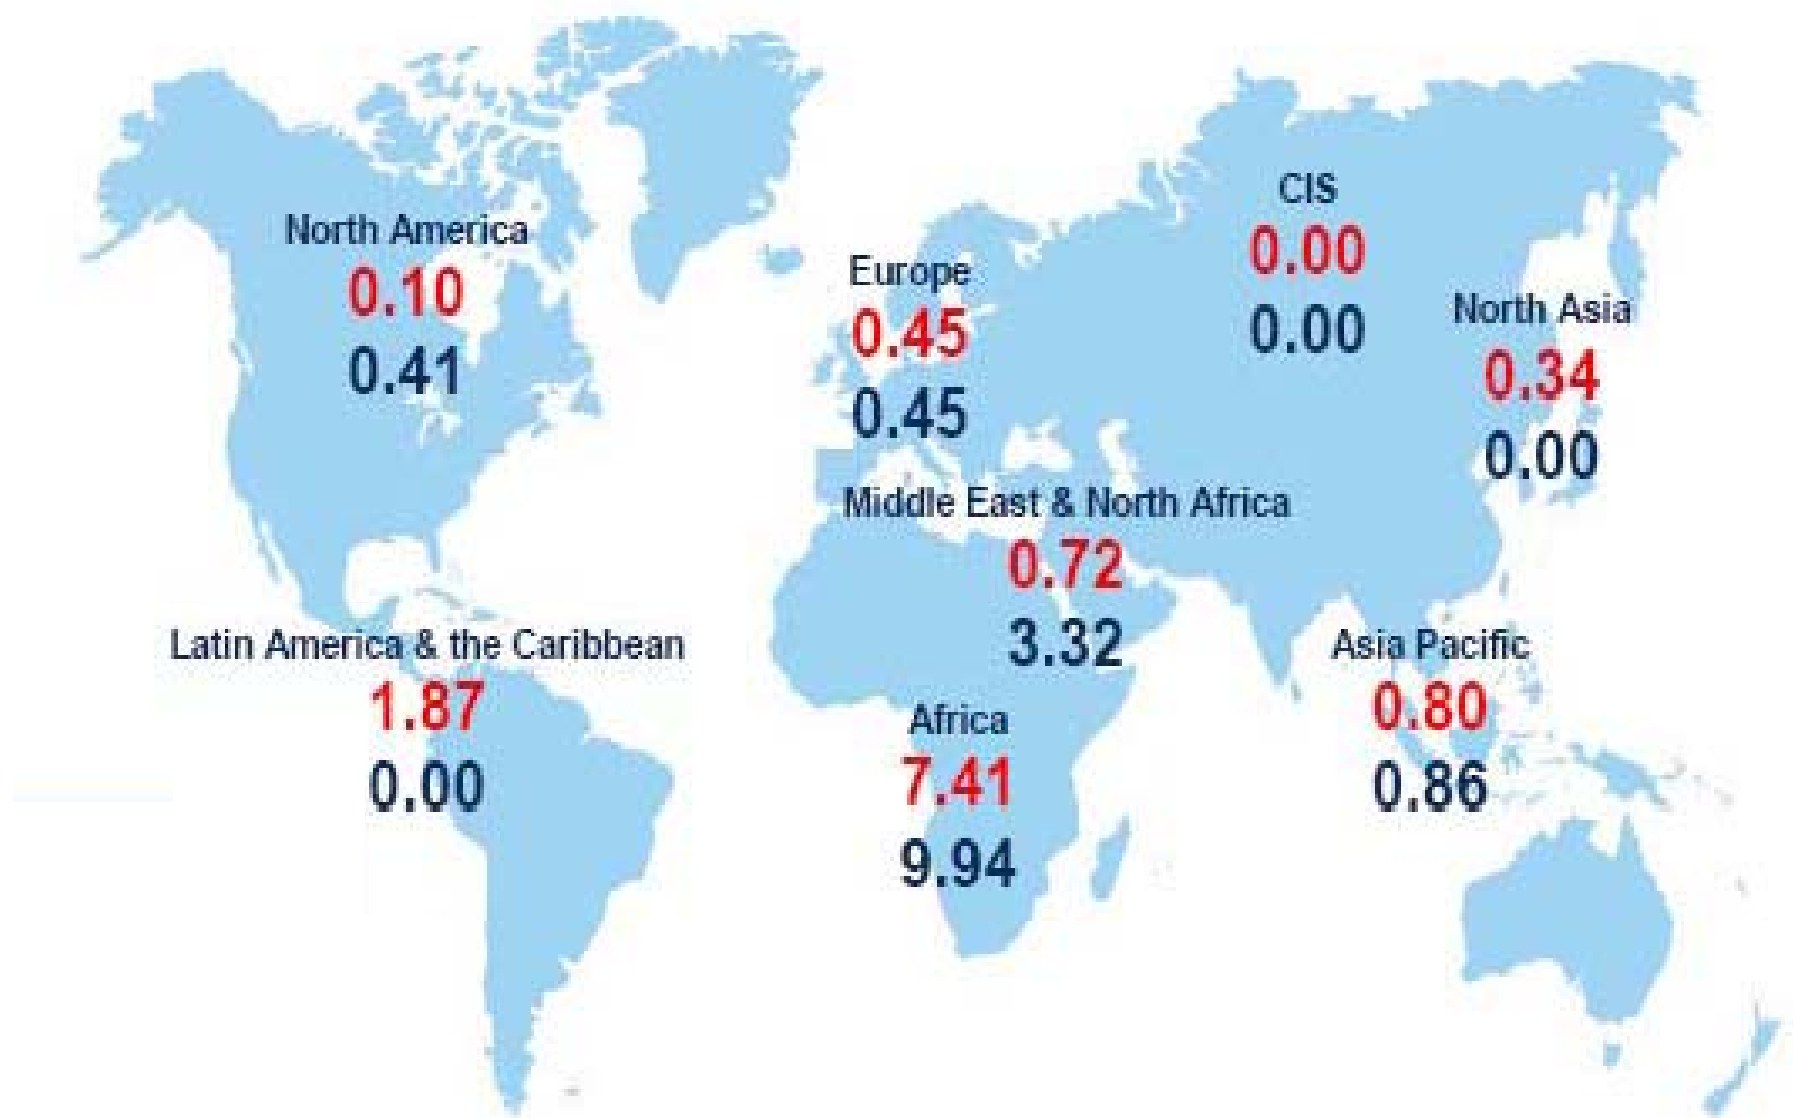 North America
0.10
0.41
Europe
0.45
0.45
CIS
0.00
0.00
North Asia
0.34
0.00
Middle East & North Africa
0.72
3.32
Latin America & the Caribbean
1.87
0.00
Africa
7.41
9.94
Asia Pacific
0.80
0.86